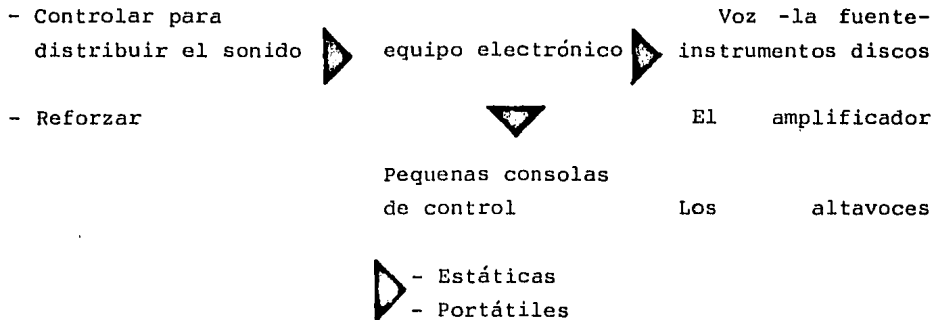 - Controlar para
distribuir el sonido
- Reforzar
equipo electrónico
Pequenas consolas
de control
- Estáticas
- Portátiles
Voz -la fuente-
instrumentos discos
El amplificador
Los altavoces